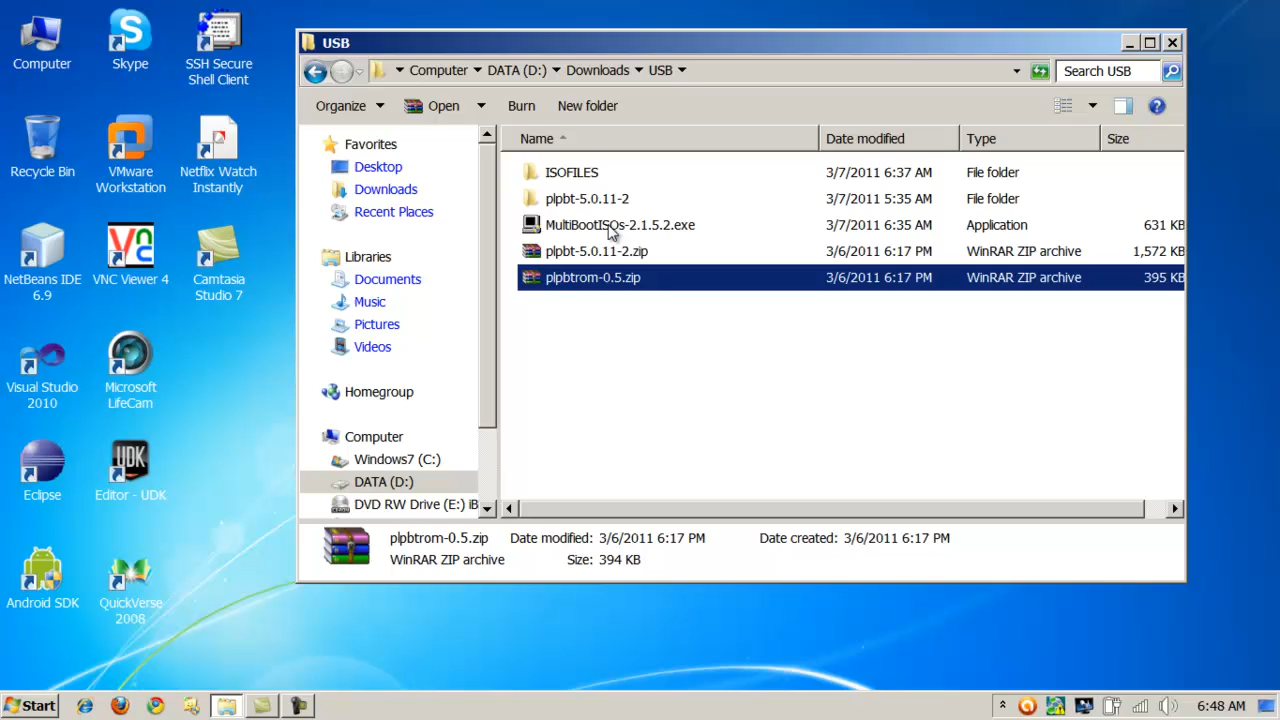 Computer
Skype
SSH Secure
Shell Client
Recycle Bin
VMware
Workstation
Netflix Watch
Instantly
NetBeans IDE
6.9
VNC Viewer 4
Camtasia
Studio 7
Visual Studio
2010
Microsoft
LifeCam
Eclipse
UDK
Editor - UDK
Android SDK
QuickVerse
2008
USB
Computer DATA (D:) Downloads USB
Search USB
Organize Open Burn New folder
Favorites
Desktop
Downloads
Recent Places
Libraries
Documents
Music
Pictures
Videos
Homegroup
Computer
Windows7 (C:)
DATA (D:)
DVD RW Drive (E:) iB
Name Date modified Type Size
ISOFILES 3/7/2011 6:37 AM File folder
plpbt-5.0.11-2 3/7/2011 5:35 AM File folder
MultiBootISOs-2.1.5.2.exe 3/7/2011 6:35 AM Application 631 KB
plpbt-5.0.11-2.zip 3/6/2011 6:17 PM WinRAR ZIP archive 1,572 KB
plpbtrom-0.5.zip 3/6/2011 6:17 PM WinRAR ZIP archive 395 KB
plpbtrom-0.5.zip Date modified: 3/6/2011 6:17 PM Date created: 3/6/2011 6:17 PM
WinRAR ZIP archive Size: 394 KB
Start
6:48 AM